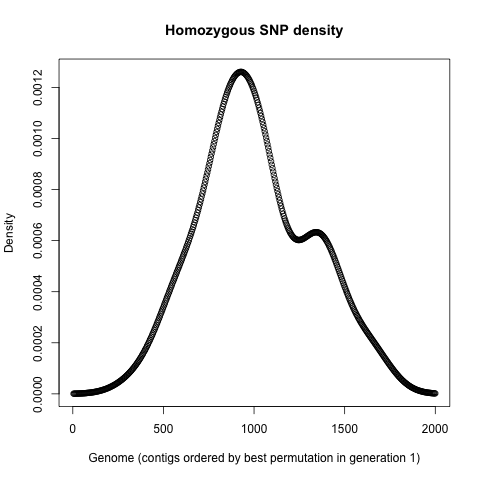 Homozygous SNP density
Density
0.0012
0.0010
0.0008
0.0006
0.0004
0.0002
0.0000
0 500 1000 1500 2000
Genome (contigs ordered by best permutation in generation 1)